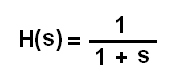 H(s) = 1 / (1 + s)